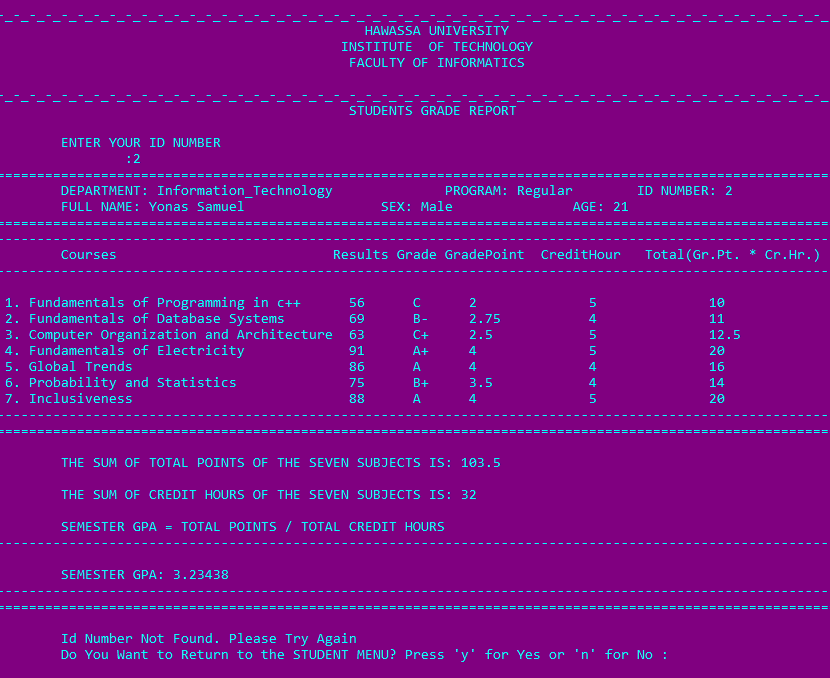 HAWASSA UNIVERSITY
INSTITUTE  OF TECHNOLOGY
FACULTY OF INFORMATICS
STUDENTS GRADE REPORT
ENTER YOUR ID NUMBER
:2
DEPARTMENT: Information_Technology PROGRAM: Regular ID NUMBER: 2
FULL NAME: Yonas Samuel SEX: Male AGE: 21
Courses Results Grade GradePoint CreditHour Total(Gr.Pt. * Cr.Hr.)
1. Fundamentals of Programming in c++ 56 C 2 5 10
2. Fundamentals of Database Systems 69 B- 2.75 4 11
3. Computer Organization and Architecture 63 C+ 2.5 5 12.5
4. Fundamentals of Electricity 91 A+ 4 5 20
5. Global Trends 86 A 4 4 16
6. Probability and Statistics 75 B+ 3.5 4 14
7. Inclusiveness 88 A 4 5 20
THE SUM OF TOTAL POINTS OF THE SEVEN SUBJECTS IS: 103.5
THE SUM OF CREDIT HOURS OF THE SEVEN SUBJECTS IS: 32
SEMESTER GPA = TOTAL POINTS / TOTAL CREDIT HOURS
SEMESTER GPA: 3.23438
Id Number Not Found. Please Try Again
Do You Want to Return to the STUDENT MENU? Press 'y' for Yes or 'n' for No :